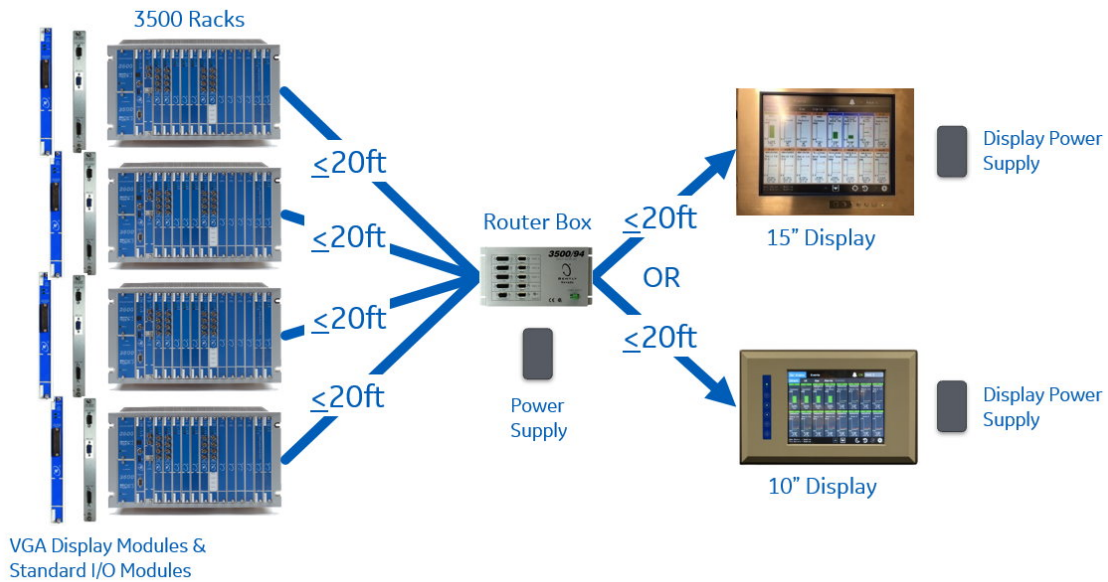 3500 Racks
≤20ft
≤20ft
≤20ft
≤20ft
Router Box
3500/94
Power
Supply
≤20ft
OR
≤20ft
15” Display
Display Power
Supply
10” Display
Display Power
Supply
VGA Display Modules &
Standard I/O Modules